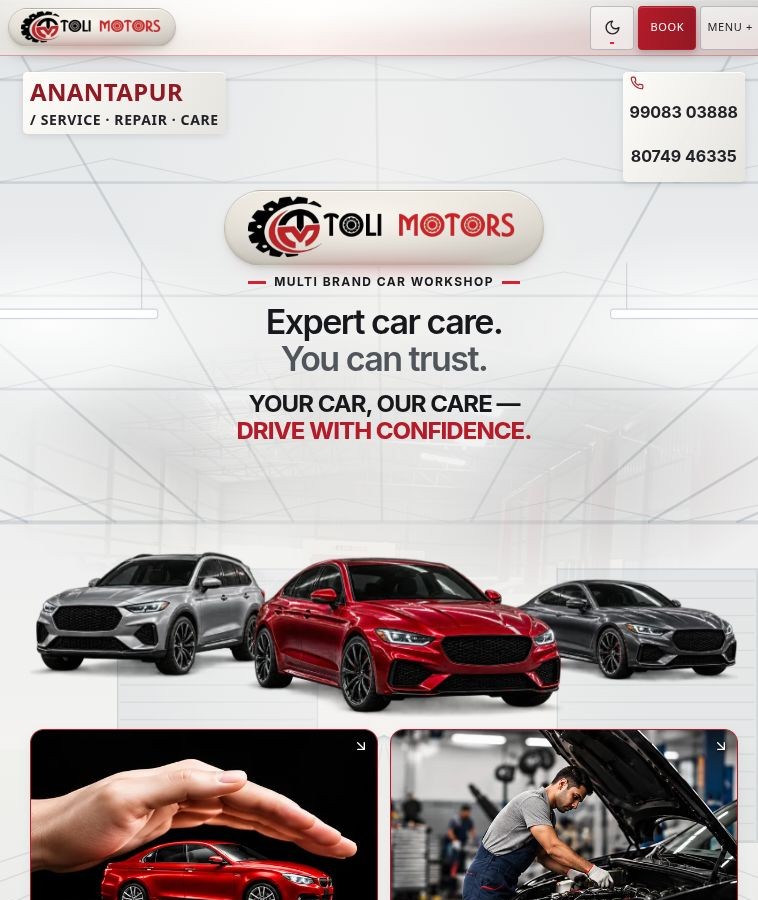 TOLI MOTORS
BOOK
MENU +
ANANTAPUR
/ SERVICE · REPAIR · CARE
99083 03888
80749 46335
TOLI MOTORS
MULTI BRAND CAR WORKSHOP
Expert car care.
You can trust.
YOUR CAR, OUR CARE —
DRIVE WITH CONFIDENCE.